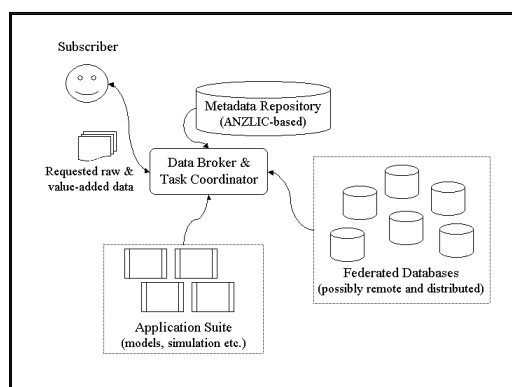 Subscriber
Metadata Repository
(ANZLIC-based)
Requested raw &
value-added data
Data Broker &
Task Coordinator
Federated Databases
(possibly remote and distributed)
Application Suite
(models, simulation etc.)